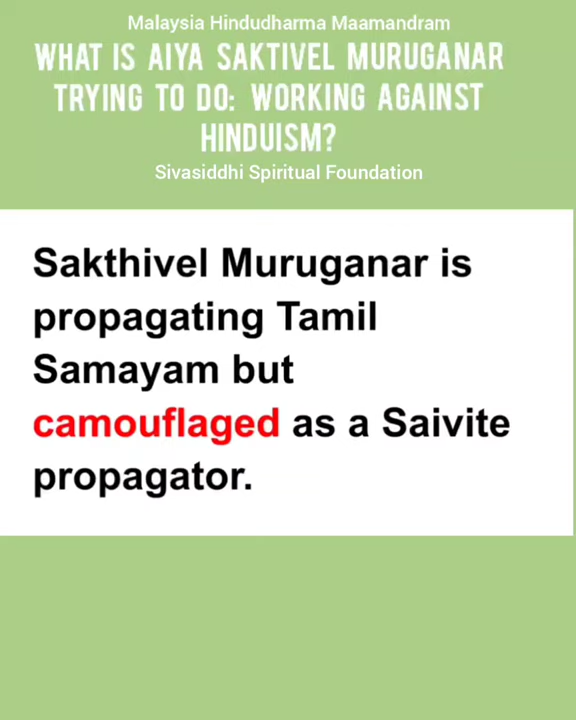 Malaysia Hindudharma Maamandram
WHAT IS AIYA SAKTIVEL MURUGANAR
TRYING TO DO: WORKING AGAINST
HINDUISM?
Sivasiddhi Spiritual Foundation
Sakthivel Muruganar is
propagating Tamil
Samayam but
camouflaged as a Saivite
propagator.